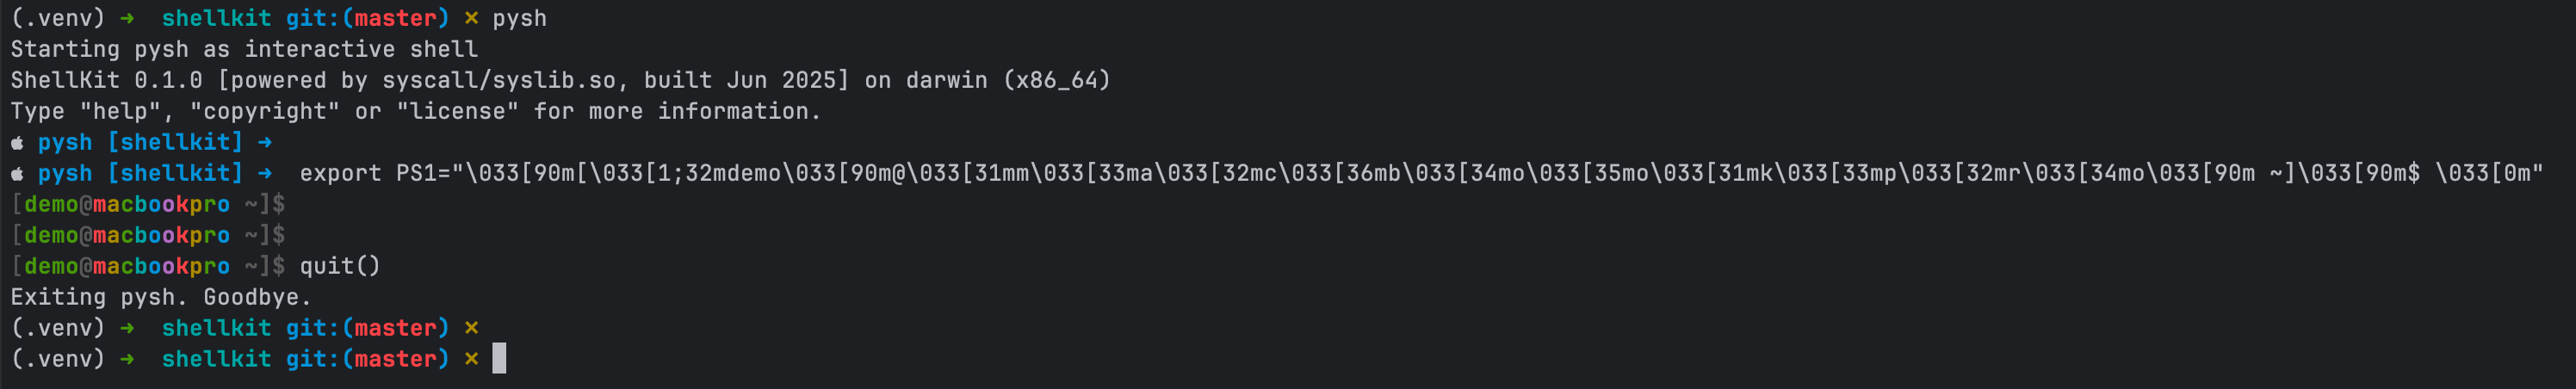 (.venv) ➜  shellkit git:(master) ✗ pysh
Starting pysh as interactive shell
ShellKit 0.1.0 [powered by syscall/syslib.so, built Jun 2025] on darwin (x86_64)
Type "help", "copyright" or "license" for more information.
 pysh [shellkit] ➜
 pysh [shellkit] ➜  export PS1="\033[90m[\033[1;32mdemo\033[90m@\033[31mm\033[33ma\033[32mc\033[36mb\033[34mo\033[35mo\033[31mk\033[33mp\033[32mr\033[34mo\033[90m ~]\033[90m$ \033[0m"
[demo@macbookpro ~]$
[demo@macbookpro ~]$
[demo@macbookpro ~]$ quit()
Exiting pysh. Goodbye.
(.venv) ➜  shellkit git:(master) ✗
(.venv) ➜  shellkit git:(master) ✗